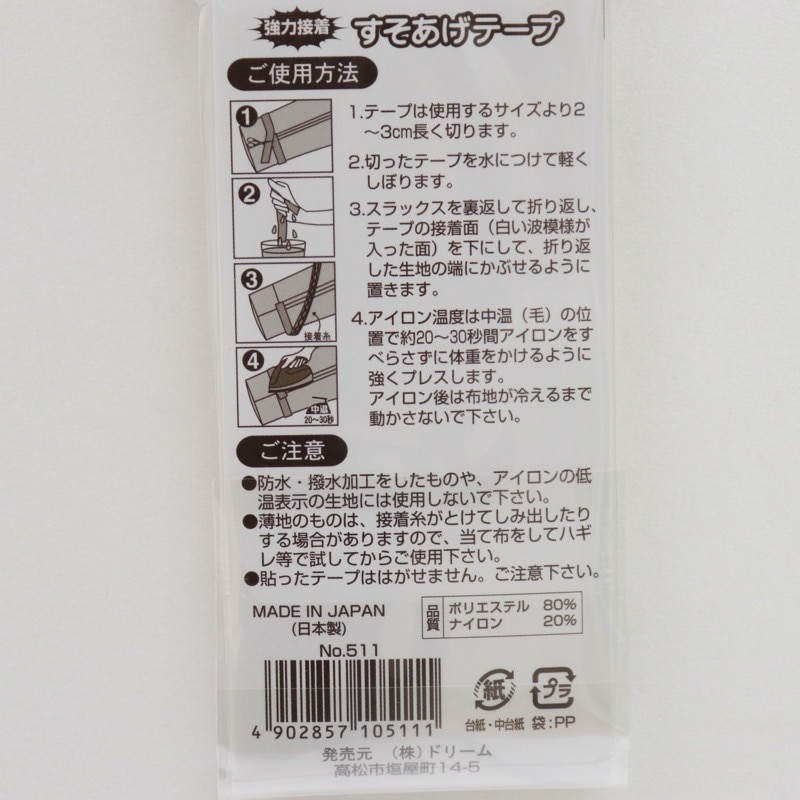 強力接着 すそあげテープ
ご使用方法
1
1.テープは使用するサイズより2
〜3cm長く切ります。
2
2.切ったテープを水につけて軽く
しぼります。
3
接着糸
3.スラックスを裏返して折り返し、
テープの接着面（白い波模様が
入った面）を下にして、折り返
した生地の端にかぶせるように
置きます。
4
中温
20〜30秒
4.アイロン温度は中温（毛）の位
置で約20〜30秒間アイロンをす
べらさずに体重をかけるように
強くプレスします。
アイロン後は布地が冷えるまで
動かさないで下さい。
ご注意
●防水・撥水加工をしたものや、アイロンの低
温表示の生地には使用しないで下さい。
●薄地のものは、接着糸がとけてしみ出したり
する場合がありますので、当て布をしてハギ
レ等で試してからご使用下さい。
●貼ったテープははがせません。ご注意下さい。
MADE IN JAPAN
(日本製)
品質
ポリエステル 80%
ナイロン 20%
No.511
4 902857 105111
紙
プラ
台紙・中台紙 袋:PP
発売元 （株）ドリーム
高松市塩屋町14-5